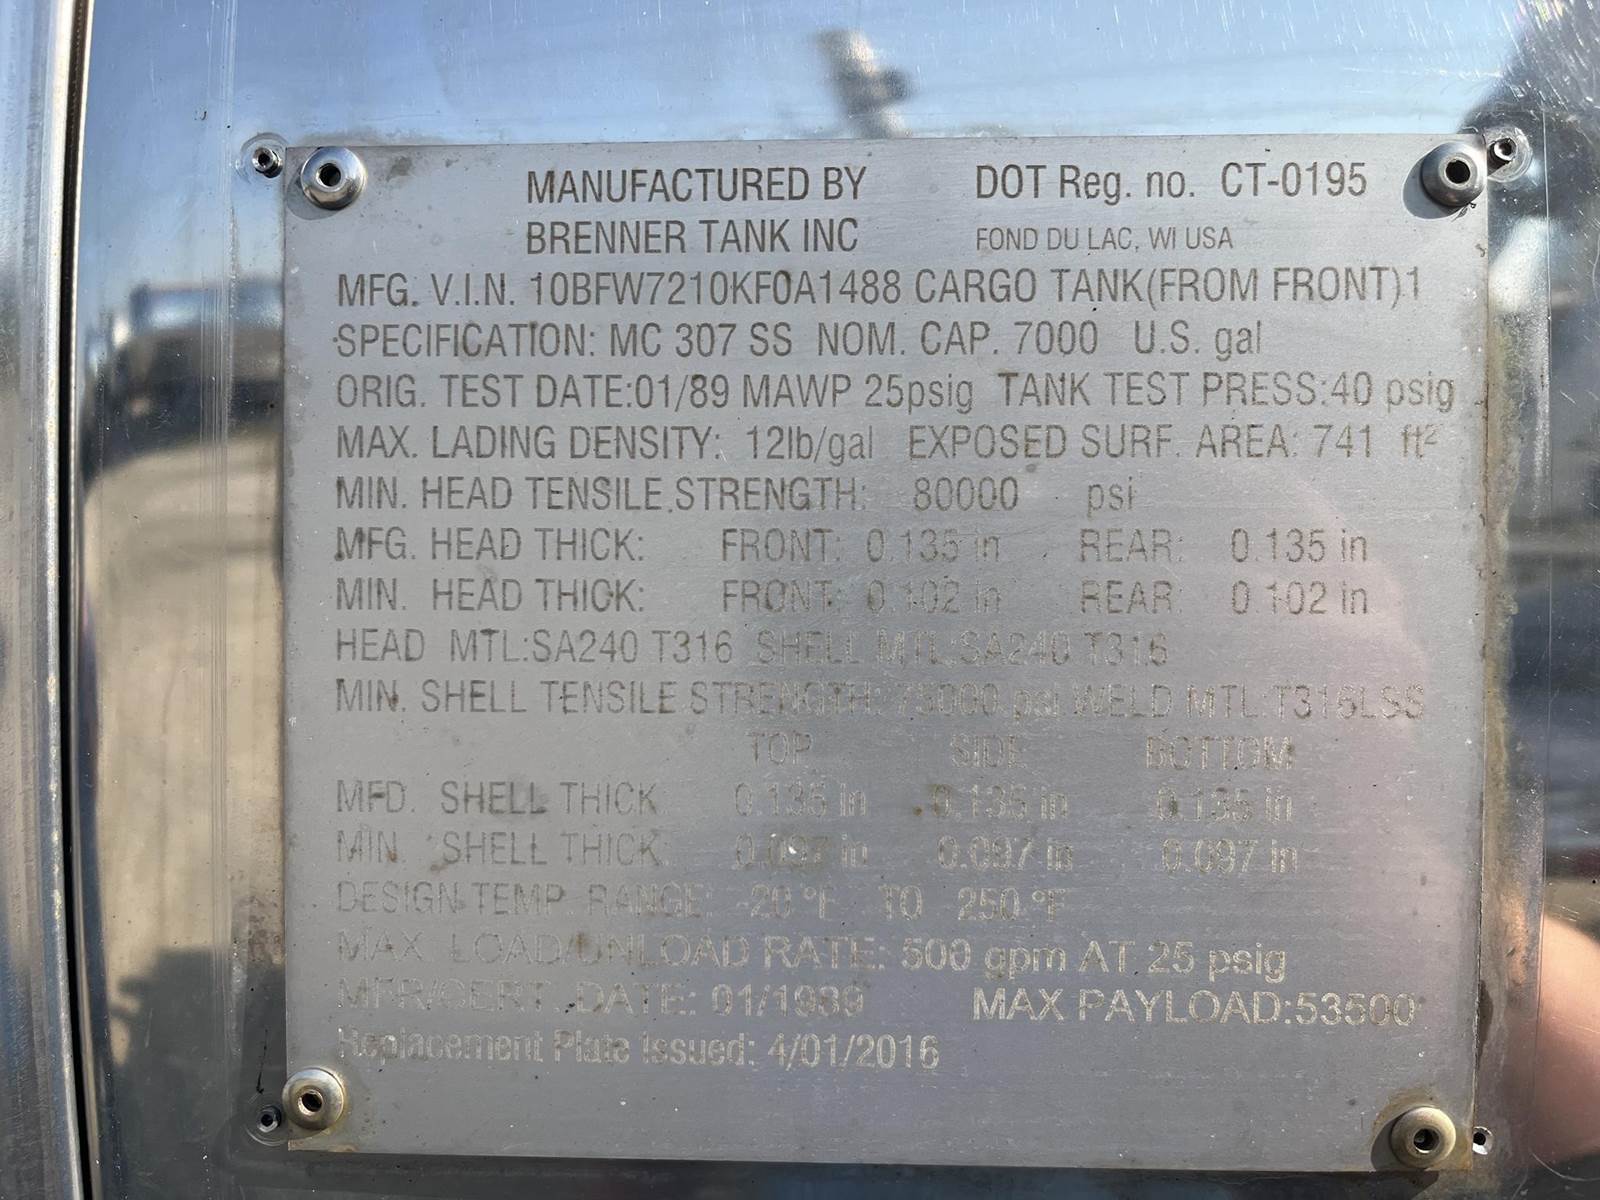 MANUFACTURED BY DOT Reg. no. CT-0195
BRENNER TANK INC FOND DU LAC, WI USA
MFG. V.I.N. 10BFW7210KF0A1488 CARGO TANK(FROM FRONT)1
SPECIFICATION: MC 307 SS NOM. CAP. 7000 U.S. gal
ORIG. TEST DATE:01/89 MAWP 25psig TANK TEST PRESS:40 psig
MAX. LADING DENSITY: 12lb/gal EXPOSED SURF. AREA: 741 ft²
MIN. HEAD TENSILE STRENGTH: 80000 psi
MFG. HEAD THICK: FRONT: 0.135 in REAR: 0.135 in
MIN. HEAD THICK: FRONT: 0.102 in REAR: 0.102 in
HEAD MTL:SA240 T316 SHELL MTL:SA240 T316
MIN. SHELL TENSILE STRENGTH: 75000 psi WELD MTL:T316LSS
TOP SIDE BOTTOM
MFD. SHELL THICK 0.135 in 0.135 in 0.135 in
MIN. SHELL THICK. 0.097 in 0.097 in 0.097 in
DESIGN TEMP. RANGE: -20 °F TO 250 °F
MAX. LOAD/UNLOAD RATE: 500 gpm AT 25 psig
MFR/CERT. DATE: 01/1989 MAX PAYLOAD:53500
Replacement Plate Issued: 4/01/2016